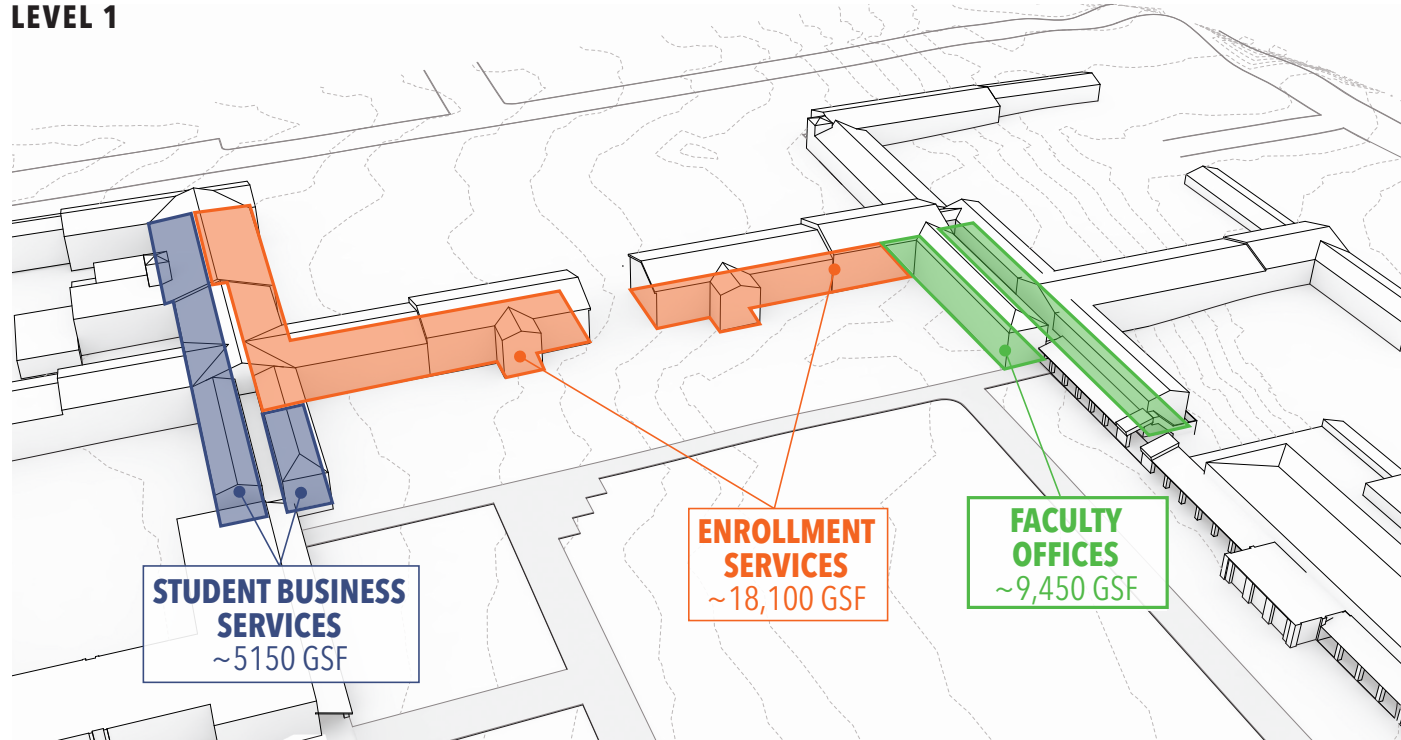 LEVEL 1
STUDENT BUSINESS
SERVICES
~5150 GSF
ENROLLMENT
SERVICES
~18,100 GSF
FACULTY
OFFICES
~9,450 GSF